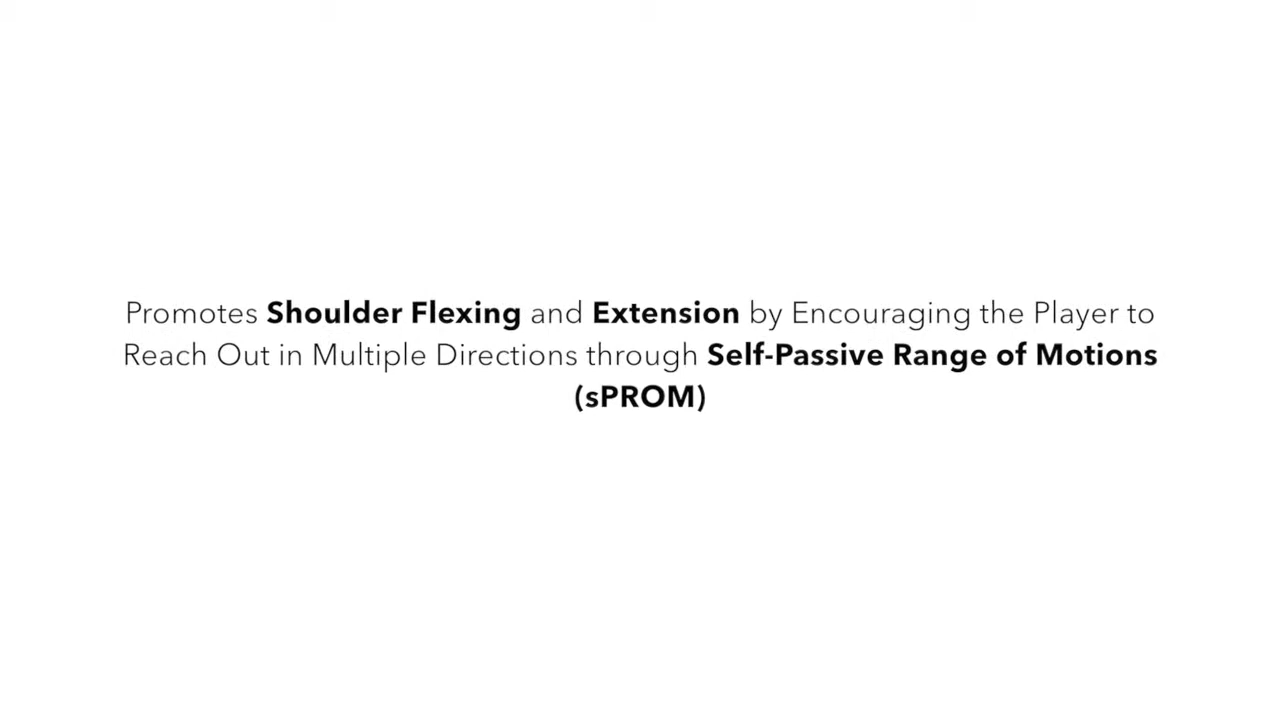 Promotes Shoulder Flexing and Extension by Encouraging the Player to
Reach Out in Multiple Directions through Self-Passive Range of Motions
(sPROM)